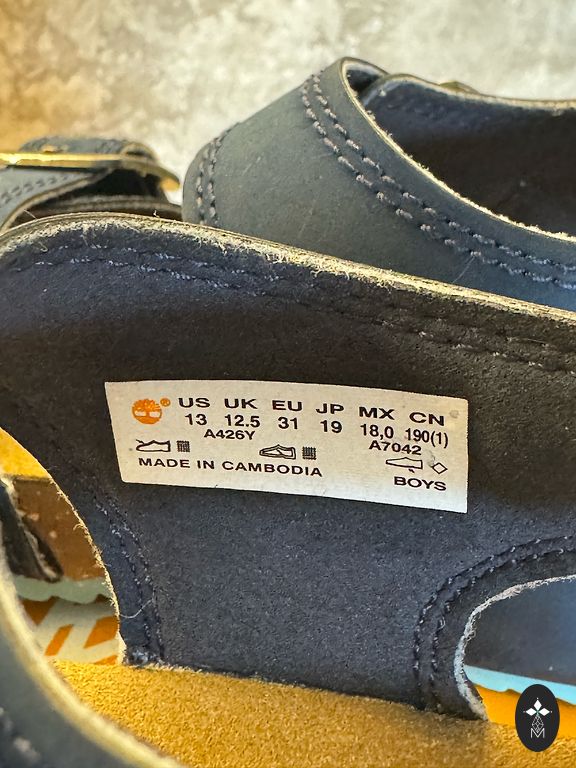 ® US UK EU JP MX CN
13 12.5 31 19 18,0 190(1)
A426Y A7042
MADE IN CAMBODIA
BOYS
M